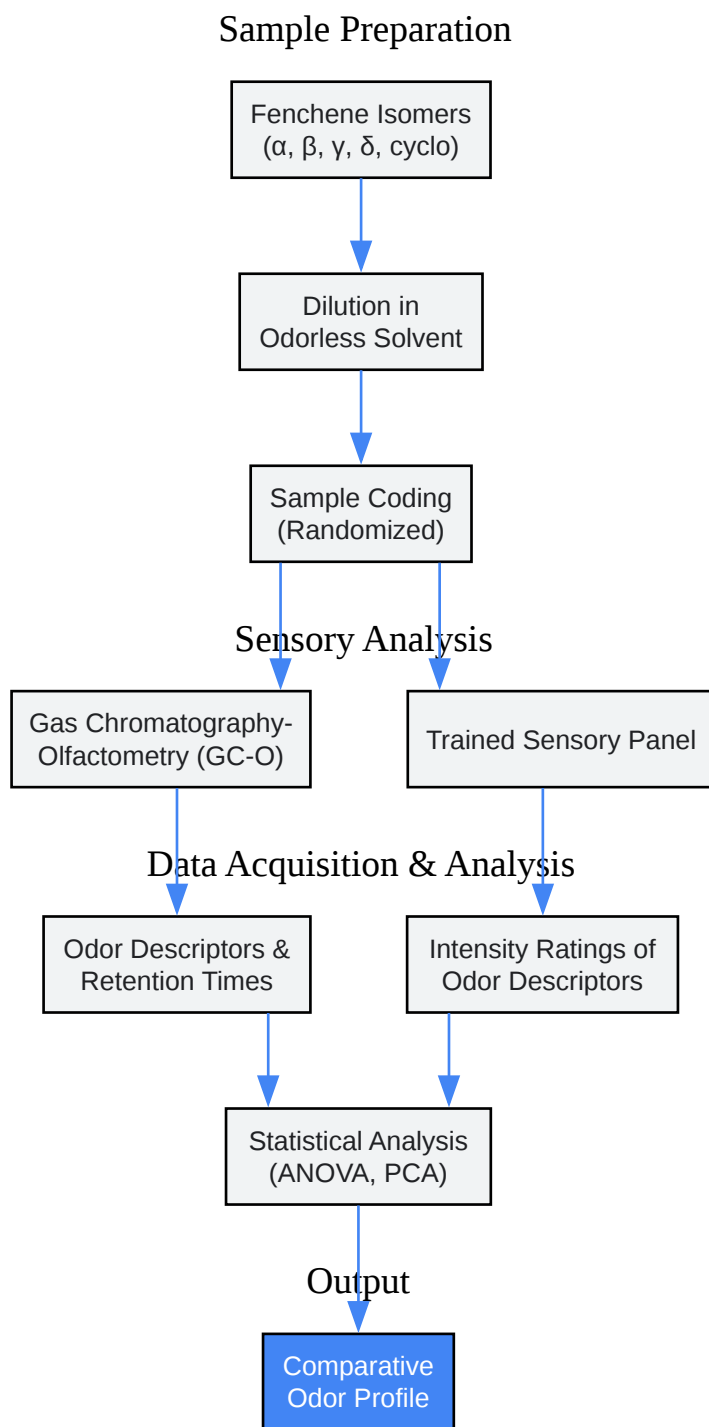 Sample Preparation
Fenchene Isomers
(α, β, γ, δ, cyclo)
Dilution in
Odorless Solvent
Sample Coding
(Randomized)
Sensory Analysis
Gas Chromatography-
Olfactometry (GC-O)
Trained Sensory Panel
Data Acquisition & Analysis
Odor Descriptors &
Retention Times
Intensity Ratings of
Odor Descriptors
Statistical Analysis
(ANOVA, PCA)
Output
Comparative
Odor Profile